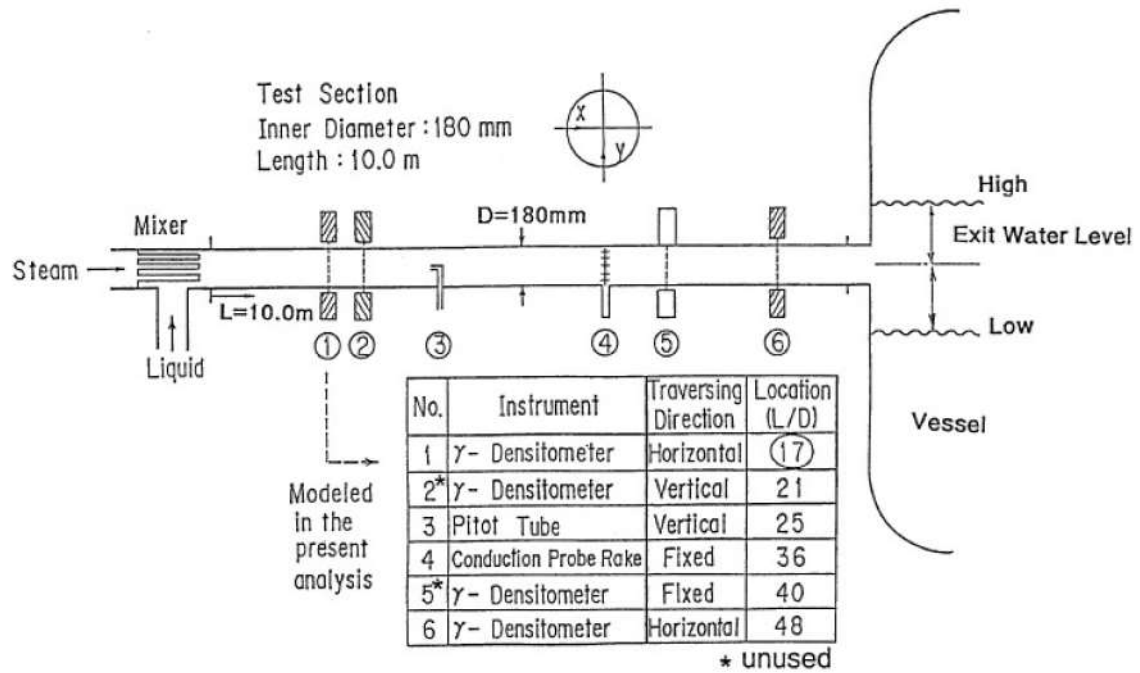 Test Section
Inner Diameter : 180 mm
Length : 10.0 m
X
Y
High
Mixer
D=180mm
Exit Water Level
Steam
L=10.0m
Low
① ② ③ ④ ⑤ ⑥
Liquid
Vessel
No. Instrument Traversing Direction Location (L/D)
1 γ- Densitometer Horizontal 17
2* γ- Densitometer Vertical 21
3 Pitot Tube Vertical 25
4 Conduction Probe Rake Fixed 36
5* γ- Densitometer Fixed 40
6 γ- Densitometer Horizontal 48
Modeled
in the
present
analysis
* unused